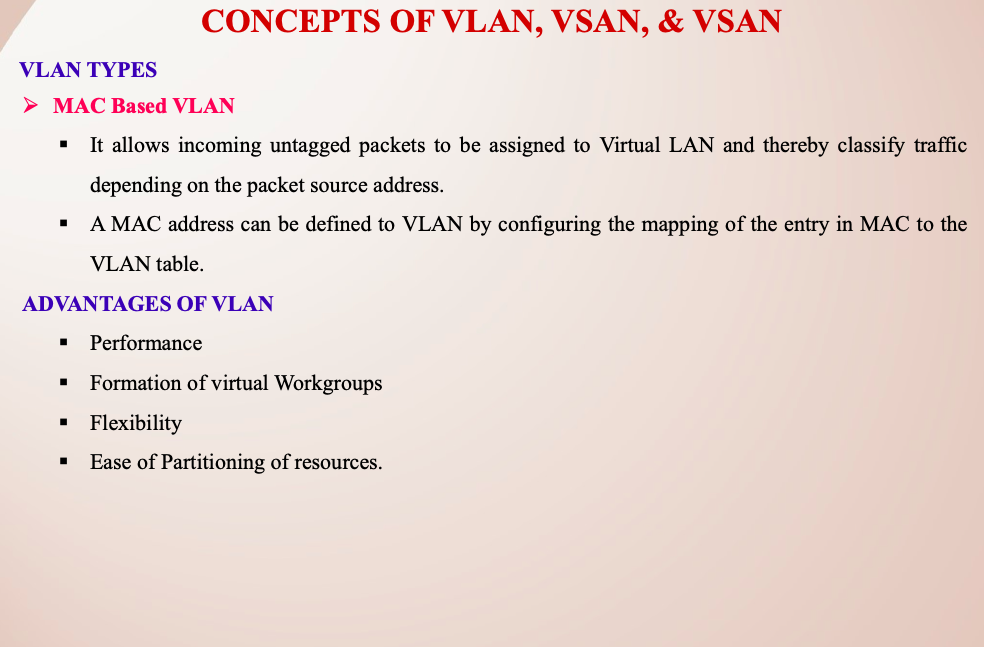 CONCEPTS OF VLAN, VSAN, & VSAN
VLAN TYPES
➢ MAC Based VLAN
▪ It allows incoming untagged packets to be assigned to Virtual LAN and thereby classify traffic
depending on the packet source address.
▪ A MAC address can be defined to VLAN by configuring the mapping of the entry in MAC to the
VLAN table.
ADVANTAGES OF VLAN
▪ Performance
▪ Formation of virtual Workgroups
▪ Flexibility
▪ Ease of Partitioning of resources.